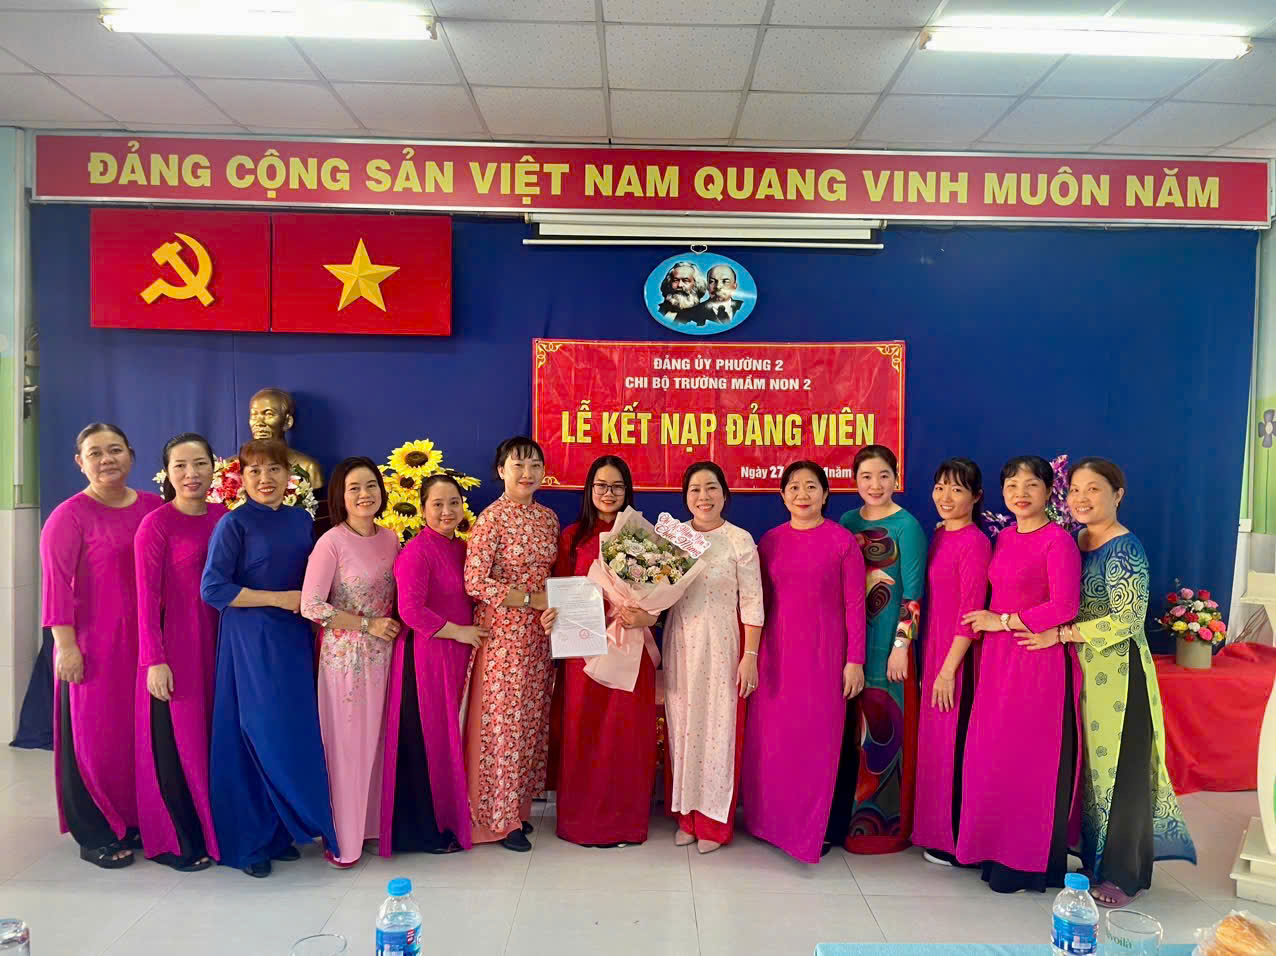 ĐẢNG CỘNG SẢN VIỆT NAM QUANG VINH MUÔN NĂM
ĐẢNG ỦY PHƯỜNG 2
CHI BỘ TRƯỜNG MẦM NON 2
LỄ KẾT NẠP ĐẢNG VIÊN
Ngày 27 năm